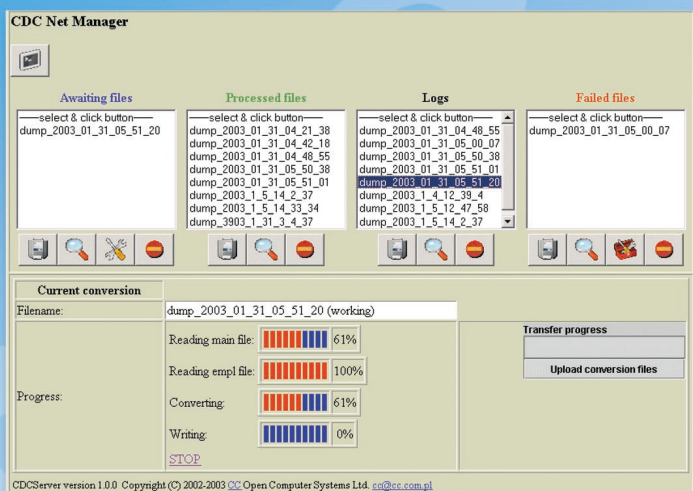 CDC Net Manager
Awaiting files
——select & click button——
dump_2003_01_31_05_51_20
Processed files
——select & click button——
dump_2003_01_31_04_21_38
dump_2003_01_31_04_42_18
dump_2003_01_31_04_48_55
dump_2003_01_31_05_50_38
dump_2003_01_31_05_51_01
dump_2003_1_5_14_2_37
dump_2003_1_5_14_33_34
dump_3903_1_31_3_4_37
Logs
——select & click button——
dump_2003_01_31_04_48_55
dump_2003_01_31_05_00_07
dump_2003_01_31_05_50_38
dump_2003_01_31_05_51_01
dump_2003_01_31_05_51_20
dump_2003_1_4_12_39_4
dump_2003_1_5_12_47_58
dump_2003_1_5_14_2_37
Failed files
——select & click button——
dump_2003_01_31_05_00_07
Current conversion
Filename: dump_2003_01_31_05_51_20 (working)
Progress:
Reading main file: 61%
Reading empl file: 100%
Converting: 61%
Writing: 0%
STOP
Transfer progress
Upload conversion files
CDCServer version 1.0.0 Copyright (C) 2002-2003 CC Open Computer Systems Ltd. cc@cc.com.pl